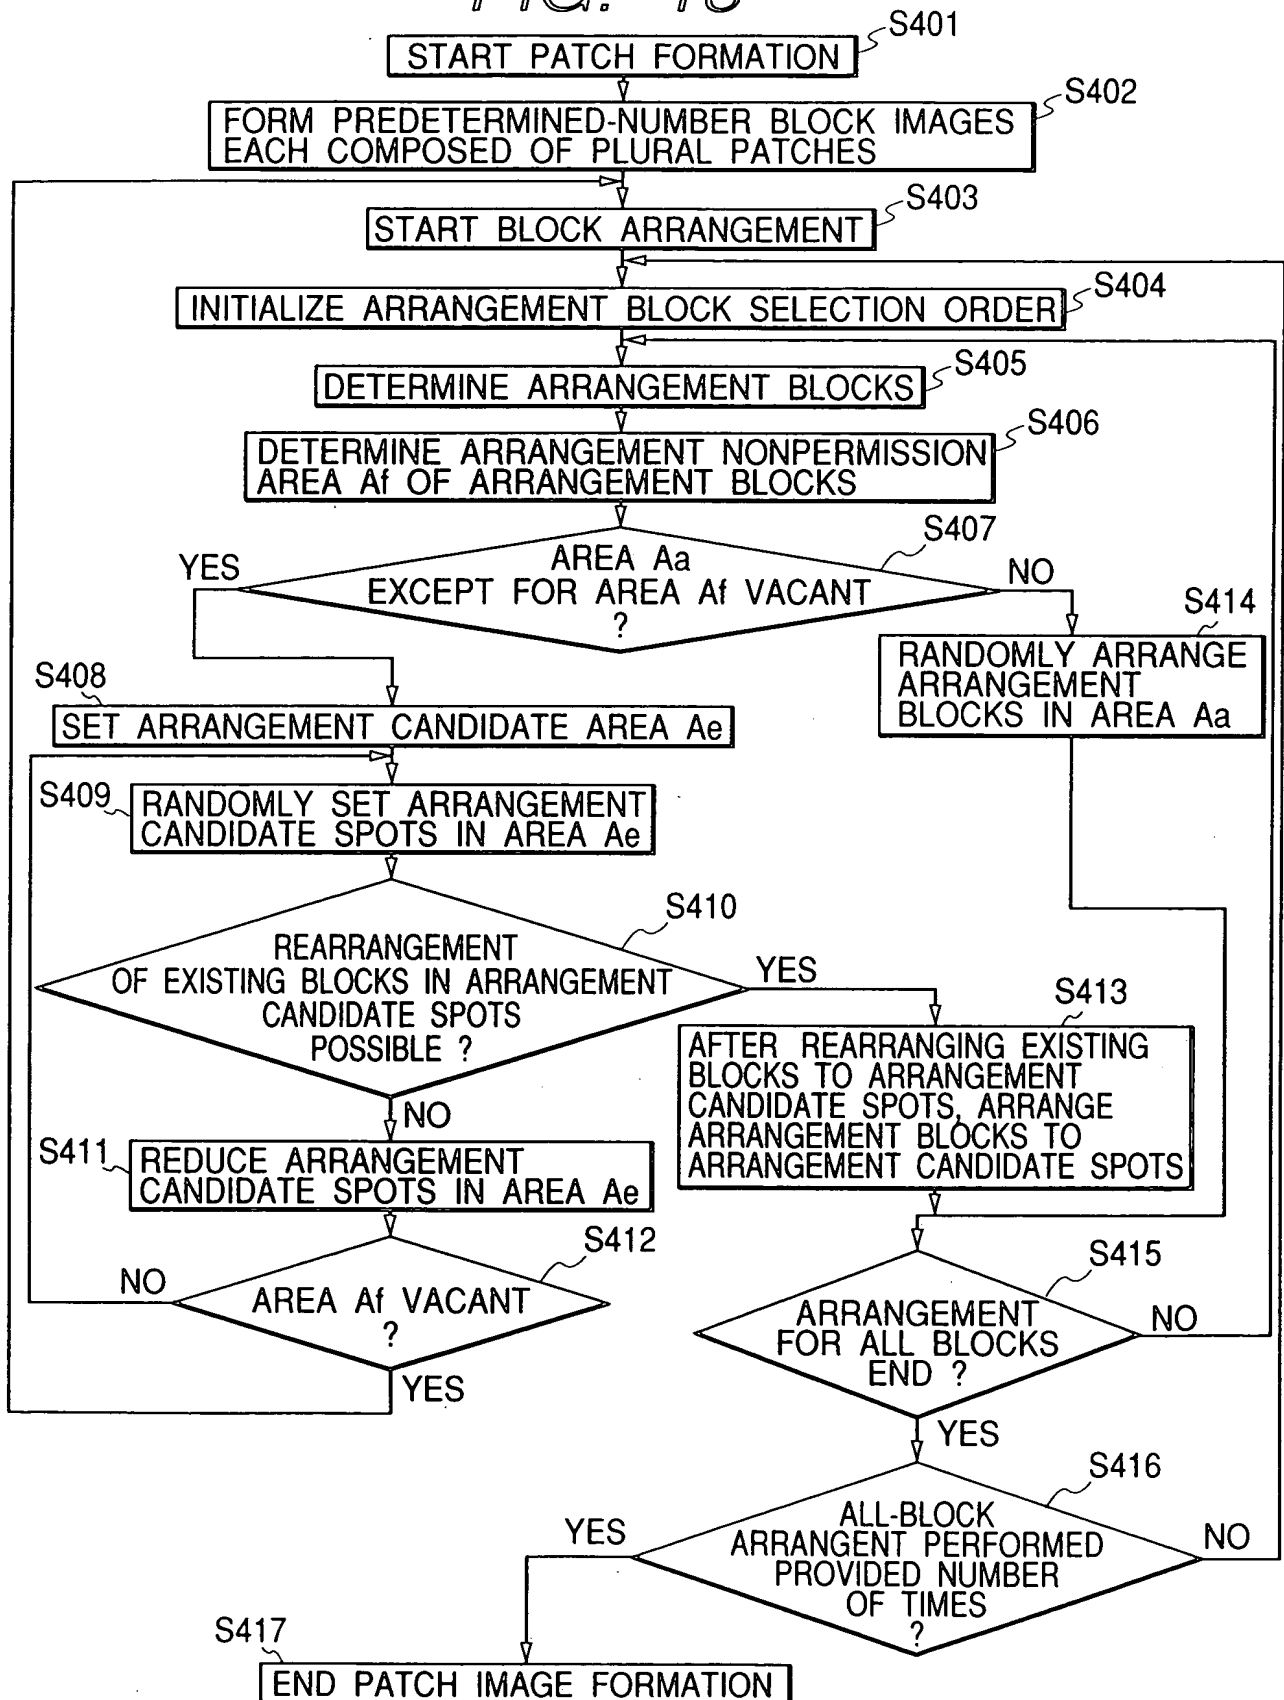 S401
START PATCH FORMATION
S402
FORM PREDETERMINED-NUMBER BLOCK IMAGES
EACH COMPOSED OF PLURAL PATCHES
S403
START BLOCK ARRANGEMENT
S404
INITIALIZE ARRANGEMENT BLOCK SELECTION ORDER
S405
DETERMINE ARRANGEMENT BLOCKS
S406
DETERMINE ARRANGEMENT NONPERMISSION
AREA Af OF ARRANGEMENT BLOCKS
S407
AREA Aa
EXCEPT FOR AREA Af VACANT
?
YES
NO
S414
RANDOMLY ARRANGE
ARRANGEMENT
BLOCKS IN AREA Aa
S408
SET ARRANGEMENT CANDIDATE AREA Ae
S409
RANDOMLY SET ARRANGEMENT
CANDIDATE SPOTS IN AREA Ae
S410
REARRANGEMENT
OF EXISTING BLOCKS IN ARRANGEMENT
CANDIDATE SPOTS
POSSIBLE ?
YES
NO
S413
AFTER REARRANGING EXISTING
BLOCKS TO ARRANGEMENT
CANDIDATE SPOTS, ARRANGE
ARRANGEMENT BLOCKS TO
ARRANGEMENT CANDIDATE SPOTS
S411
REDUCE ARRANGEMENT
CANDIDATE SPOTS IN AREA Ae
S412
AREA Af VACANT
?
NO
YES
S415
ARRANGEMENT
FOR ALL BLOCKS
END ?
NO
YES
S416
ALL-BLOCK
ARRANGENT PERFORMED
PROVIDED NUMBER
OF TIMES
?
YES
NO
S417
END PATCH IMAGE FORMATION